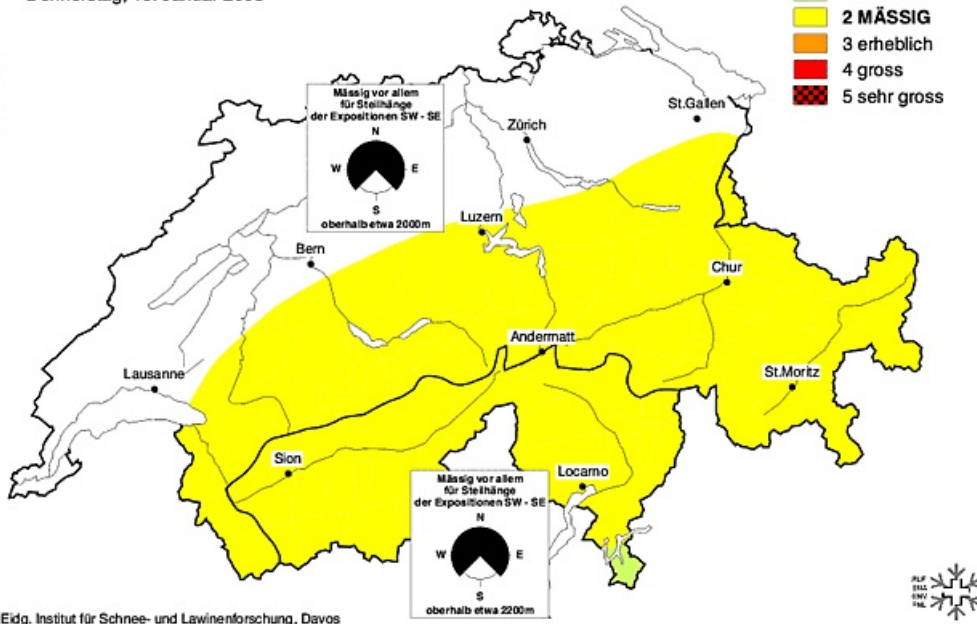 2 MÄSSIG
3 erheblich
4 gross
5 sehr gross
St.Gallen
Zürich
Mässig vor allem
für Steilhänge
der Expositionen SW - SE
N
W E
S
oberhalb etwa 2000m
Luzern
Bern
Chur
Andermatt
Lausanne
St.Moritz
Sion
Locarno
Mässig vor allem
für Steilhänge
der Expositionen SW - SE
N
W E
S
oberhalb etwa 2200m
Eidg. Institut für Schnee- und Lawinenforschung, Davos